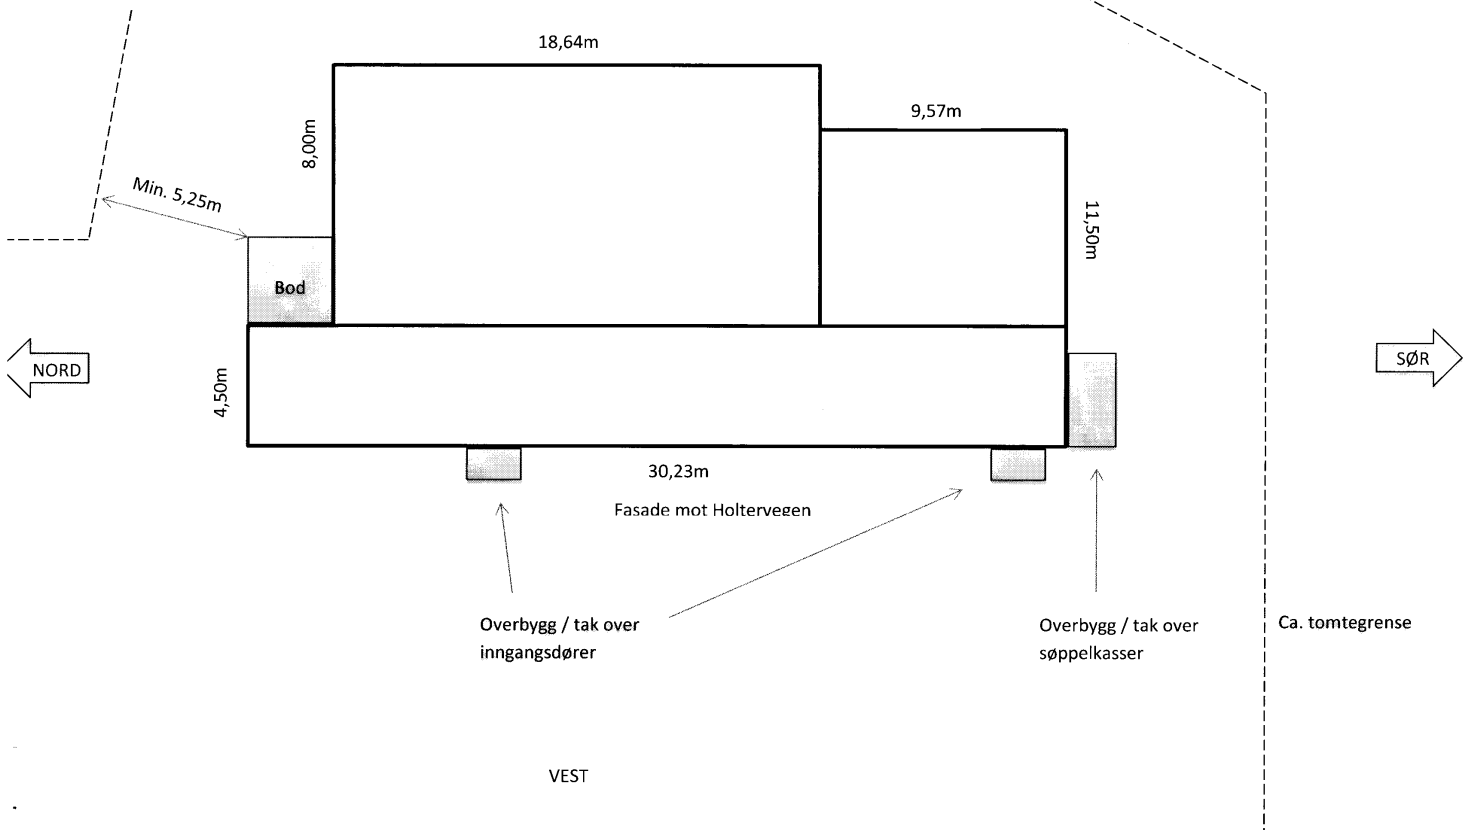 18,64m
9,57m
8,00m
Min. 5,25m
11,50m
Bod
NORD
SØR
4,50m
30,23m
Fasade mot Holtervegen
Overbygg / tak over
inngangsdører
Overbygg / tak over
søppelkasser
Ca. tomtegrense
VEST